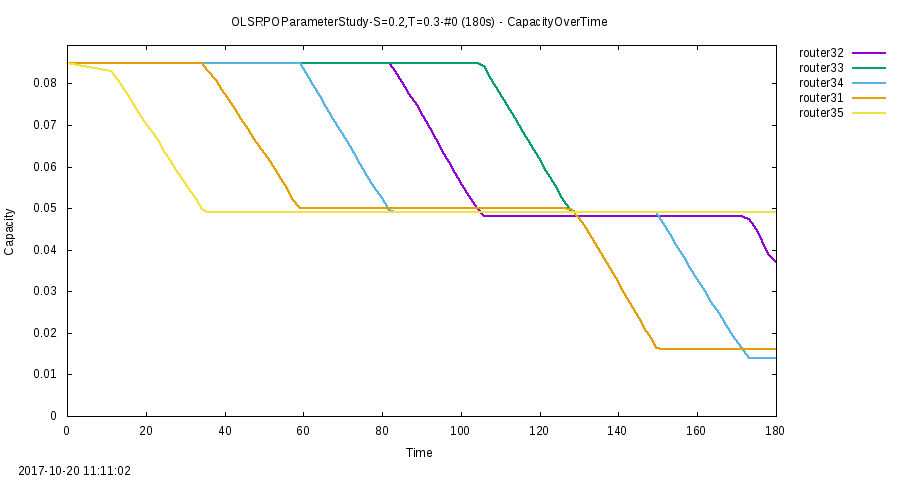 OLSRPOParameterStudy-S=0.2,T=0.3-#0 (180s) - CapacityOverTime
router32
router33
router34
router31
router35
0.08
0.07
0.06
0.05
0.04
0.03
0.02
0.01
0
Capacity
0 20 40 60 80 100 120 140 160 180
Time
2017-10-20 11:11:02